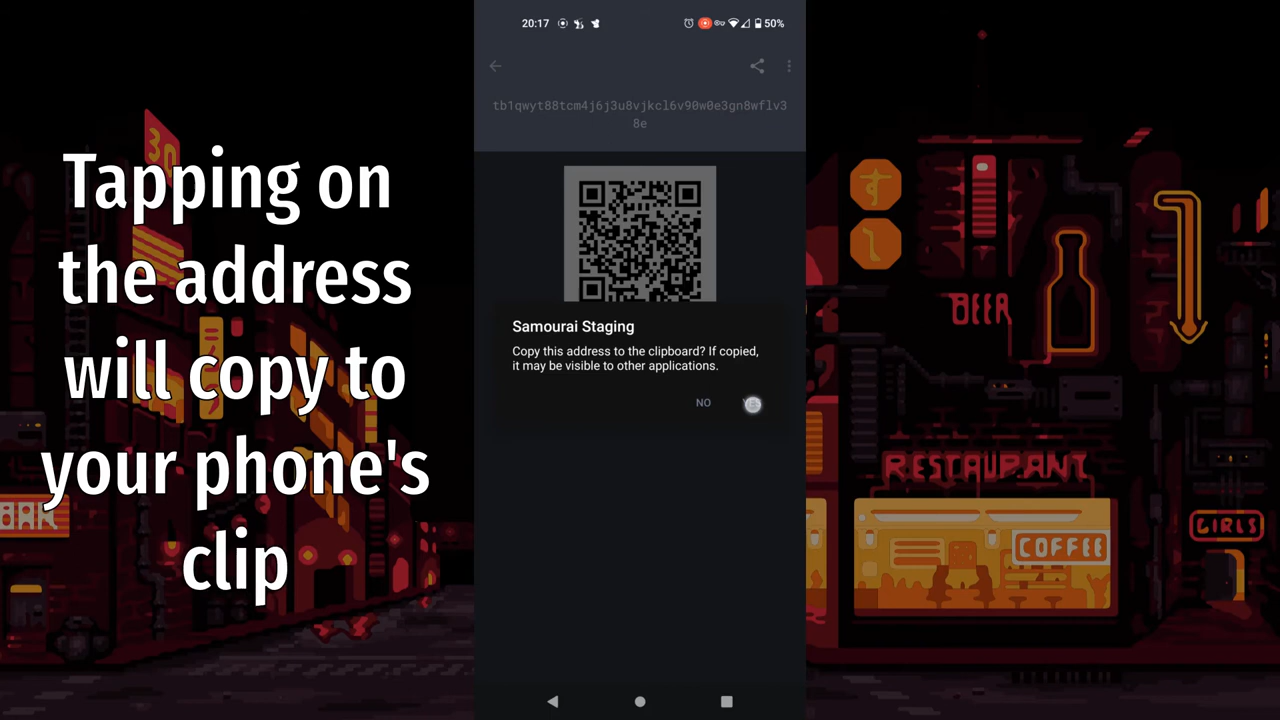 Tapping on
the address
will copy to
your phone's
clip
20:17
50%
tb1qwyt88tcm4j6j3u8vjkcl6v90w0e3gn8wflv3
8e
Samourai Staging
Copy this address to the clipboard? If copied,
it may be visible to other applications.
NO
BAR
す
し
BEER
RESTAURANT
COFFEE
GIRLS